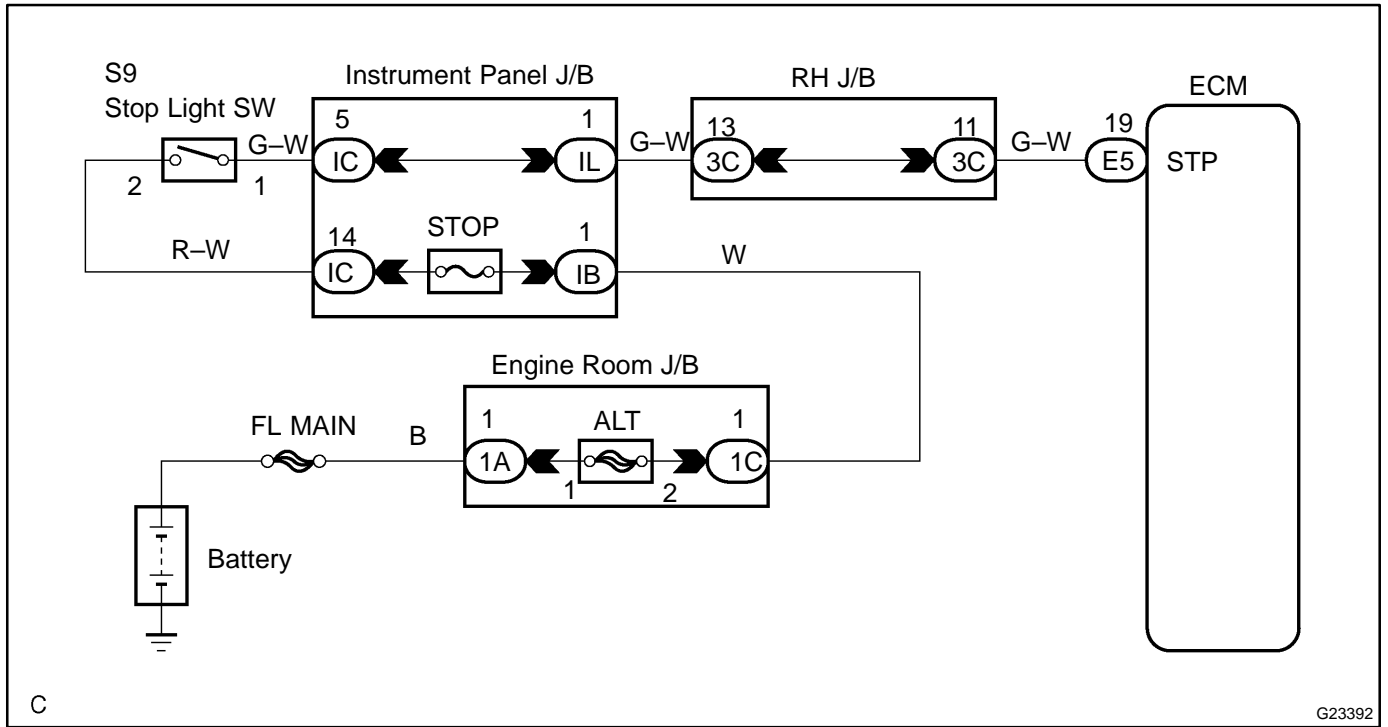 S9
Stop Light SW
Instrument Panel J/B
RH J/B
ECM
5
1
13
11
19
G–W
IC
IL
G–W
3C
3C
G–W
E5
STP
2
1
R–W
14
STOP
1
W
IC
IB
Engine Room J/B
FL MAIN
B
1
ALT
1
1A
1C
1
2
Battery
C
G23392